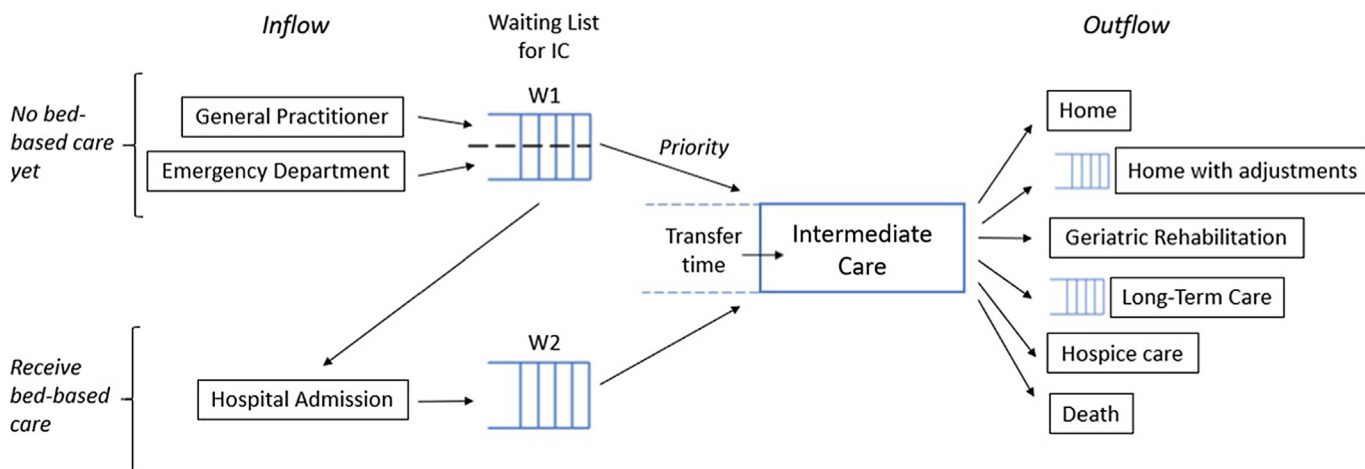 Inflow
Waiting List
for IC
Outflow
No bed-
based care
yet
General Practitioner
Emergency Department
W1
Priority
Transfer
time
Intermediate
Care
Home
Home with adjustments
Geriatric Rehabilitation
Long-Term Care
Hospice care
Death
Receive
bed-based
care
Hospital Admission
W2